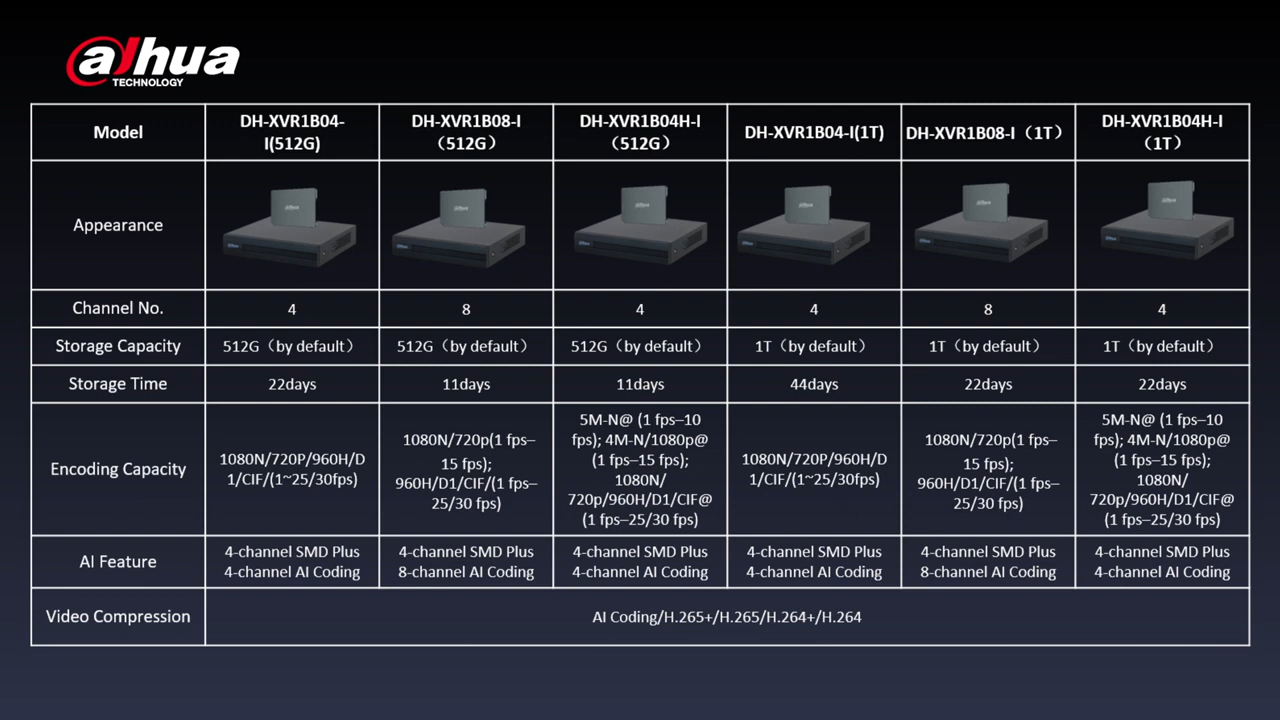 alhua
TECHNOLOGY
Model
DH-XVR1B04-
I(512G)
DH-XVR1B08-I
（512G）
DH-XVR1B04H-I
（512G）
DH-XVR1B04-I(1T)
DH-XVR1B08-I（1T）
DH-XVR1B04H-I
（1T）
Appearance
alhua
alhua
alhua
alhua
alhua
alhua
Channel No.
4
8
4
4
8
4
Storage Capacity
512G（by default）
512G（by default）
512G（by default）
1T（by default）
1T（by default）
1T（by default）
Storage Time
22days
11days
11days
44days
22days
22days
Encoding Capacity
1080N/720P/960H/D
1/CIF/(1~25/30fps)
1080N/720p(1 fps–
15 fps);
960H/D1/CIF/(1 fps–
25/30 fps)
5M-N@ (1 fps–10
fps); 4M-N/1080p@
(1 fps–15 fps);
1080N/
720p/960H/D1/CIF@
(1 fps–25/30 fps)
1080N/720P/960H/D
1/CIF/(1~25/30fps)
1080N/720p(1 fps–
15 fps);
960H/D1/CIF/(1 fps–
25/30 fps)
5M-N@ (1 fps–10
fps); 4M-N/1080p@
(1 fps–15 fps);
1080N/
720p/960H/D1/CIF@
(1 fps–25/30 fps)
AI Feature
4-channel SMD Plus
4-channel AI Coding
4-channel SMD Plus
8-channel AI Coding
4-channel SMD Plus
4-channel AI Coding
4-channel SMD Plus
4-channel AI Coding
4-channel SMD Plus
8-channel AI Coding
4-channel SMD Plus
4-channel AI Coding
Video Compression
AI Coding/H.265+/H.265/H.264+/H.264